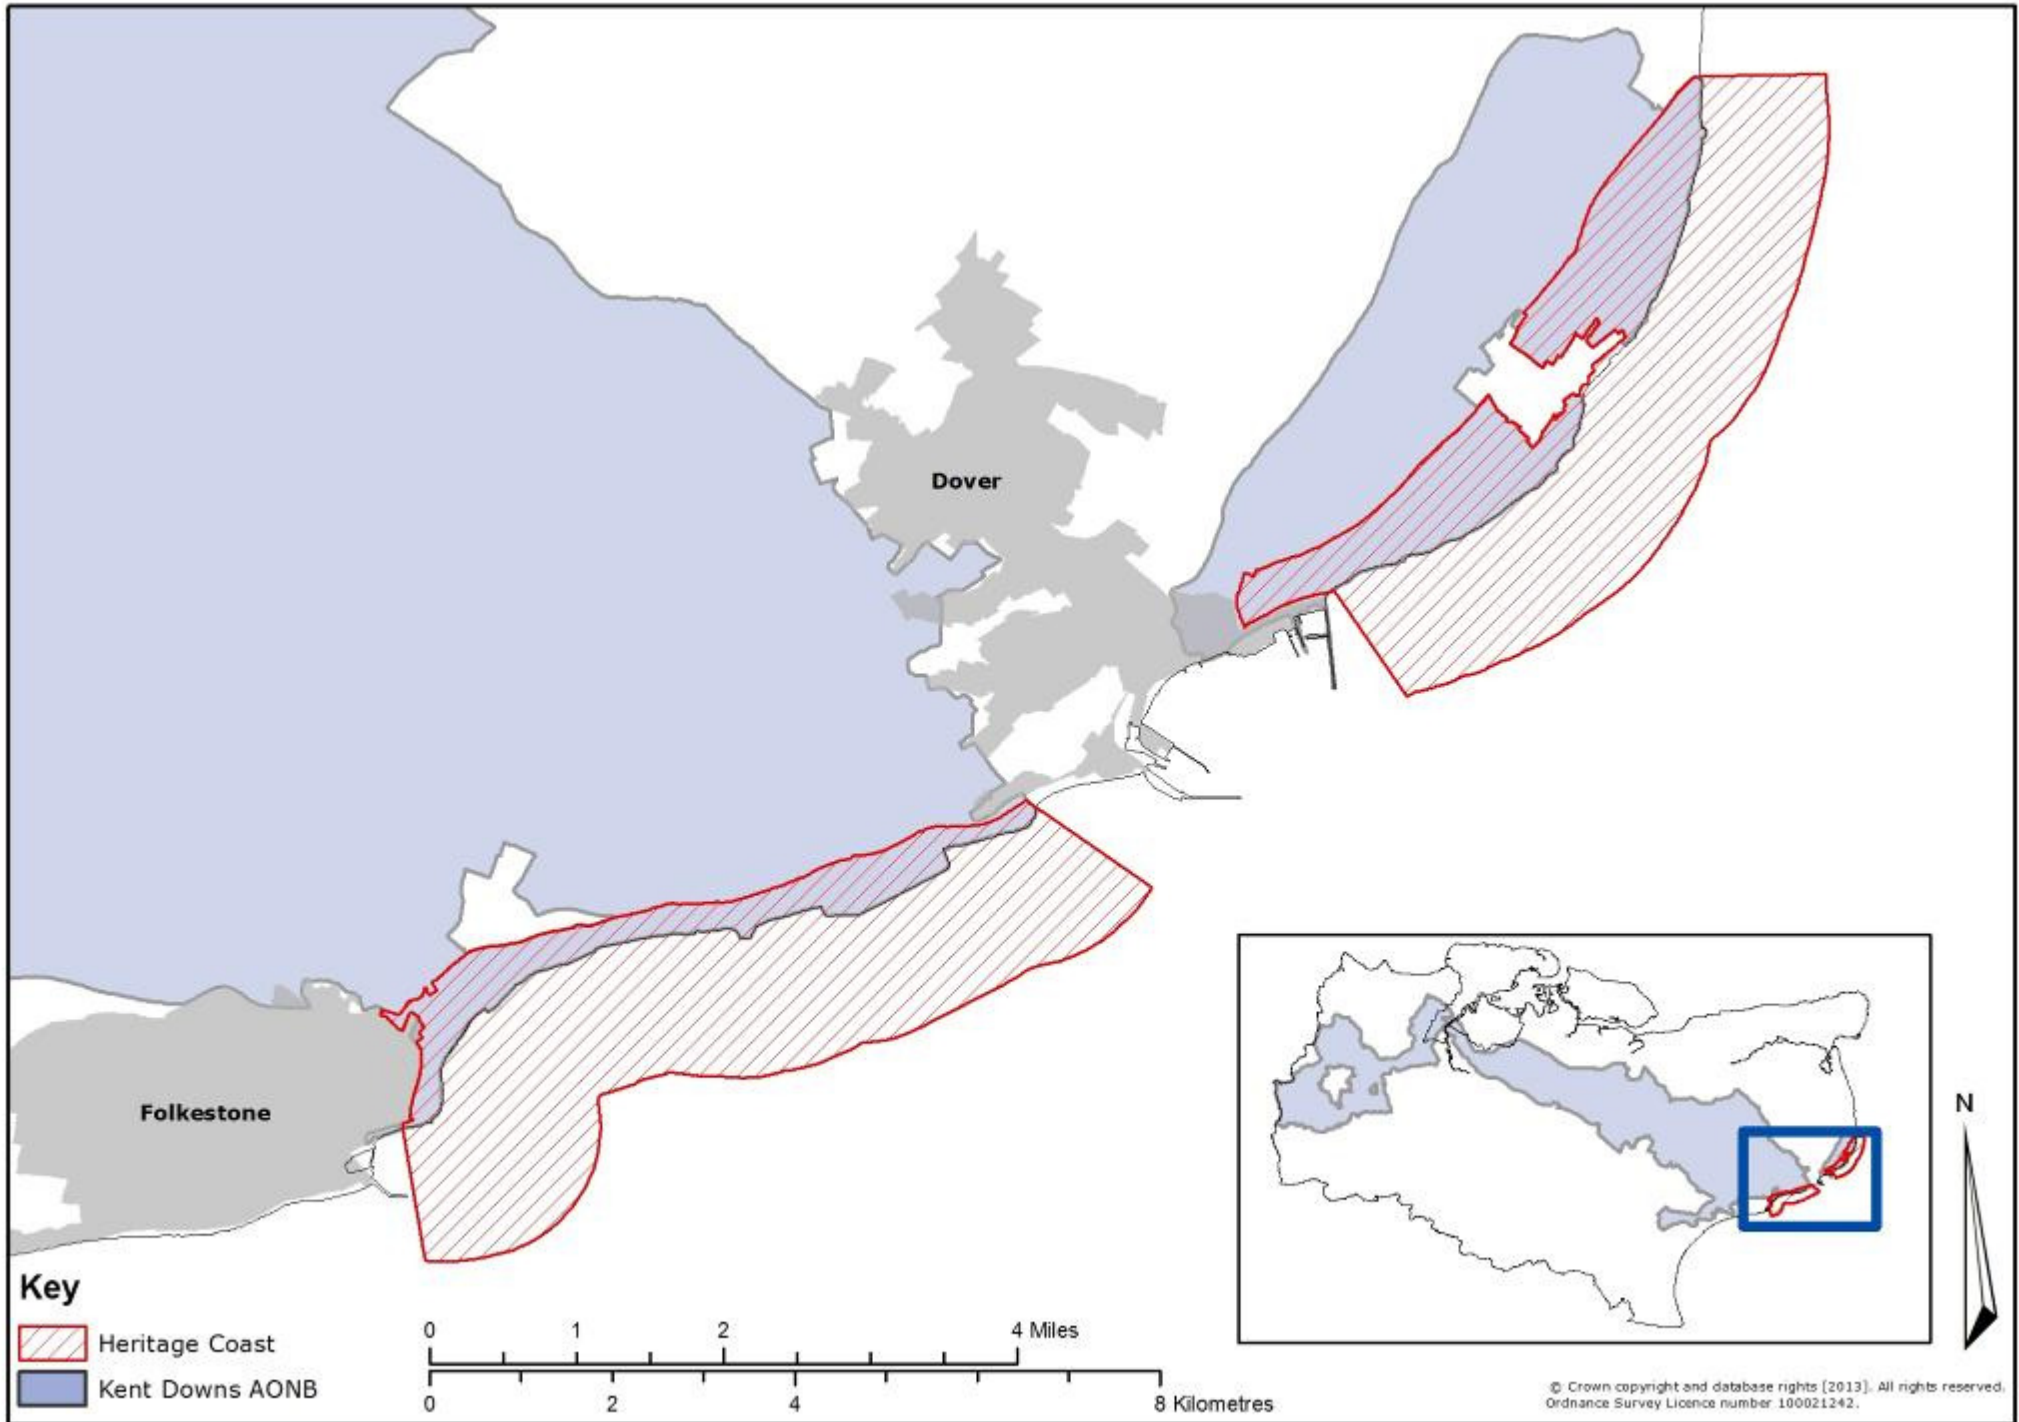 Dover
Folkestone
N
Key
Heritage Coast
Kent Downs AONB
0 1 2 4 Miles
0 2 4 8 Kilometres
© Crown copyright and database rights [2013]. All rights reserved.
Ordnance Survey Licence number 100021242.